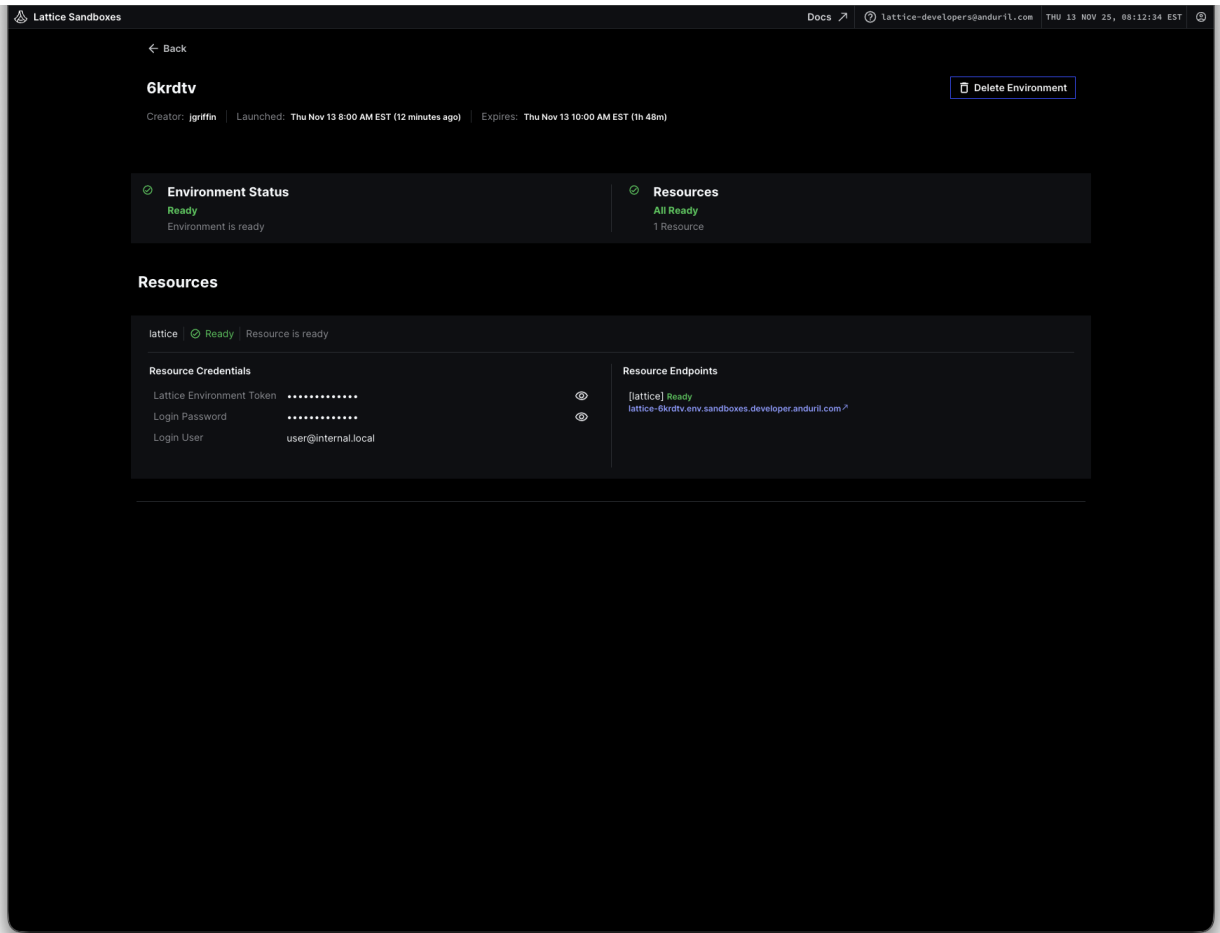 Lattice Sandboxes Docs lattice-developers@anduril.com THU 13 NOV 25, 08:12:34 EST
Back
6krdtv
Delete Environment
Creator: jgriffin Launched: Thu Nov 13 8:00 AM EST (12 minutes ago) Expires: Thu Nov 13 10:00 AM EST (1h 48m)
Environment Status
Ready
Environment is ready
Resources
All Ready
1 Resource
Resources
lattice Ready Resource is ready
Resource Credentials
Lattice Environment Token •••••••••••••
Login Password •••••••••••••
Login User user@internal.local
Resource Endpoints
[lattice] Ready
lattice-6krdtv.env.sandboxes.developer.anduril.com